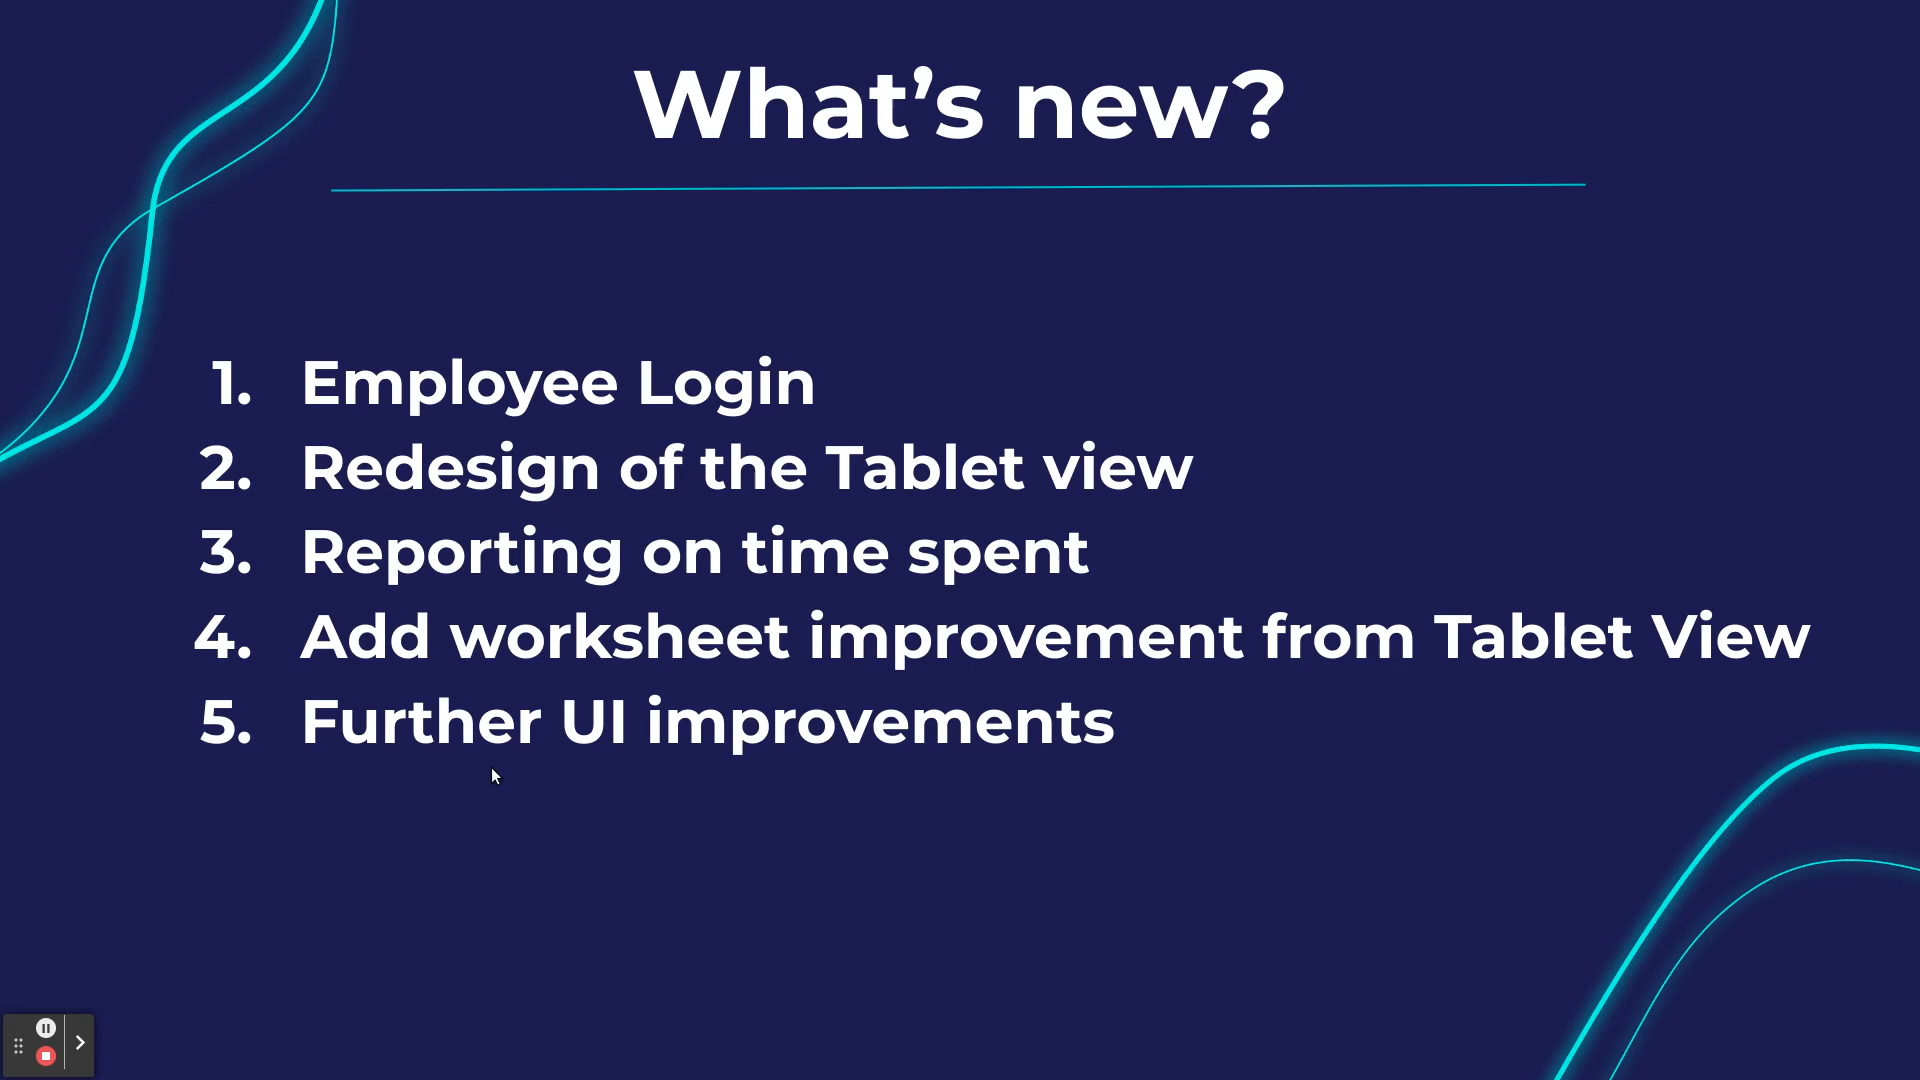 What’s new?
1. Employee Login
2. Redesign of the Tablet view
3. Reporting on time spent
4. Add worksheet improvement from Tablet View
5. Further UI improvements